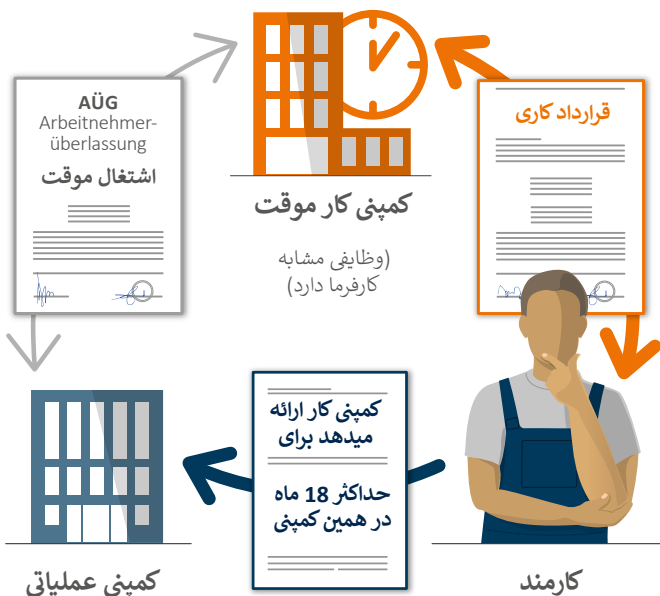 AÜG
Arbeitnehmer-
überlassung
اشتغال موقت
قرارداد کاری
کمپنی کار موقت
(وظایفی مشابه
کارفرما دارد)
کمپنی کار ارائه
میدهد برای
حداکثر 18 ماه
در همین کمپنی
کمپنی عملیاتی
کارمند